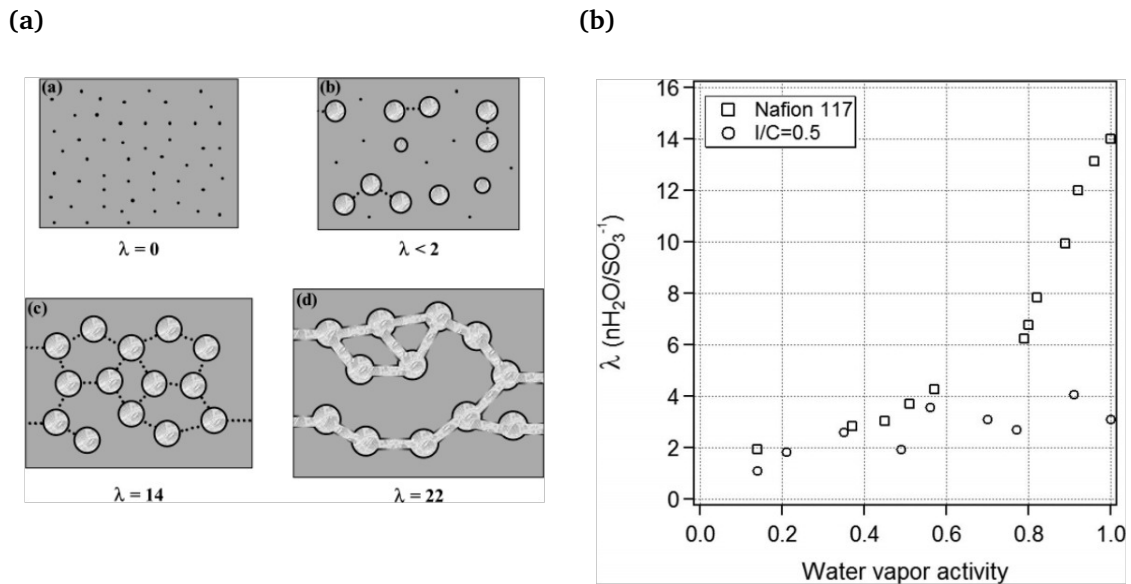 (a)
(b)
(a)
(b)
λ = 0
λ < 2
(c)
(d)
λ = 14
λ = 22
16
14
12
10
8
6
4
2
0
λ (nH₂O/SO₃⁻¹)
Nafion 117
I/C=0.5
0.0
0.2
0.4
0.6
0.8
1.0
Water vapor activity